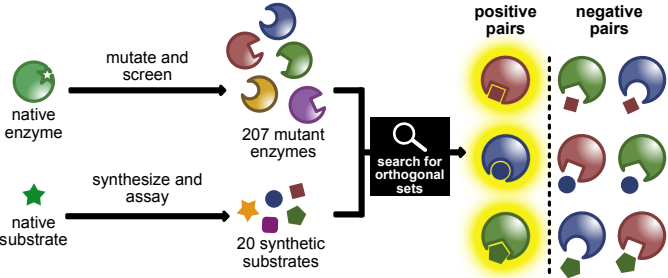 positive
pairs
negative
pairs
mutate and
screen
native
enzyme
207 mutant
enzymes
search for
orthogonal
sets
synthesize and
assay
native
substrate
20 synthetic
substrates